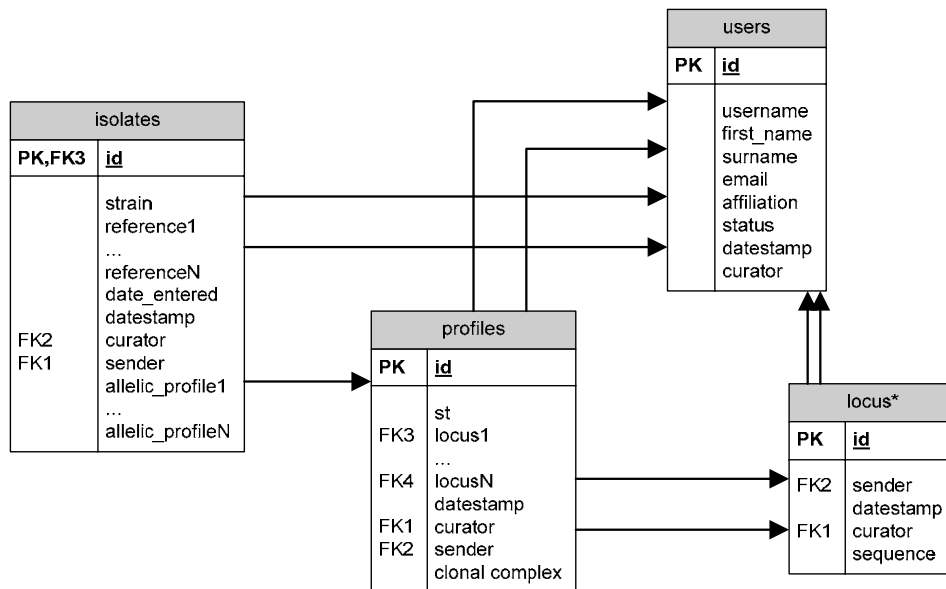 users
PK id
username
first_name
surname
email
affiliation
status
datestamp
curator
isolates
PK,FK3 id
strain
reference1
...
referenceN
date_entered
datestamp
FK2 curator
FK1 sender
allelic_profile1
...
allelic_profileN
profiles
PK id
st
FK3 locus1
...
FK4 locusN
datestamp
FK1 curator
FK2 sender
clonal complex
locus*
PK id
FK2 sender
datestamp
FK1 curator
sequence